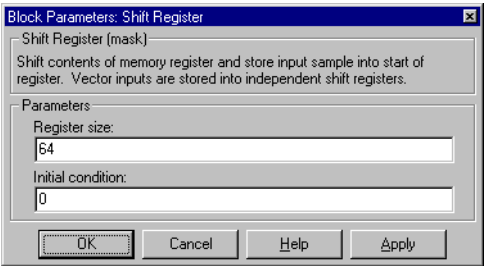 Block Parameters: Shift Register
Shift Register (mask)
Shift contents of memory register and store input sample into start of
register.  Vector inputs are stored into independent shift registers.
Parameters
Register size:
64
Initial condition:
0
OK Cancel Help Apply